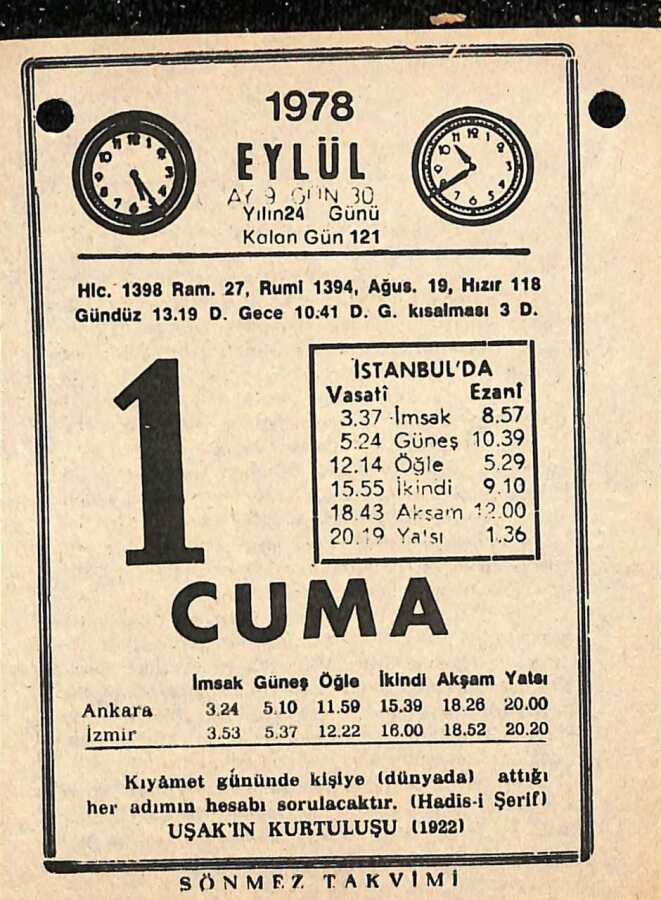 1978
EYLÜL
AY 9 GÜN 30
Yılın24 Günü
Kalan Gün 121
Hic. 1398 Ram. 27, Rumi 1394, Ağus. 19, Hızır 118
Gündüz 13.19 D. Gece 10.41 D. G. kısalması 3 D.
1
İSTANBUL'DA
Vasatî Ezanî
3.37 İmsak 8.57
5.24 Güneş 10.39
12.14 Öğle 5.29
15.55 İkindi 9.10
18.43 Akşam 12.00
20.19 Yatsı 1.36
CUMA
İmsak Güneş Öğle İkindi Akşam Yatsı
Ankara 3.24 5.10 11.59 15.39 18.26 20.00
İzmir 3.53 5.37 12.22 16.00 18.52 20.20
Kıyâmet gününde kişiye (dünyada) attığı
her adımın hesabı sorulacaktır. (Hadis-i Şerif)
UŞAK'IN KURTULUŞU (1922)
SÖNMEZ TAKVİMİ